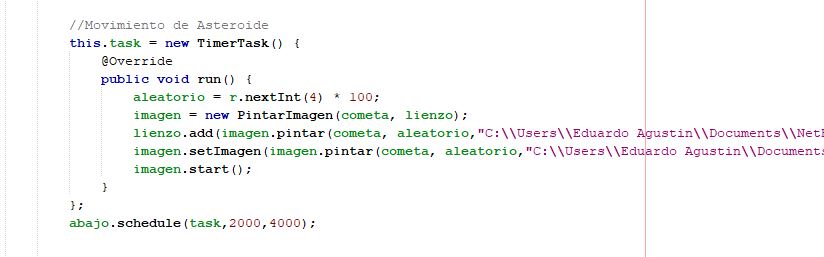 //Movimiento de Asteroide
this.task = new TimerTask() {
@Override
public void run() {
aleatorio = r.nextInt(4) * 100;
imagen = new PintarImagen(cometa, lienzo);
lienzo.add(imagen.pintar(cometa, aleatorio,"C:\\Users\\Eduardo Agustin\\Documents\\Net
imagen.setImagen(imagen.pintar(cometa, aleatorio,"C:\\Users\\Eduardo Agustin\\Documents
imagen.start();
}
};
abajo.schedule(task,2000,4000);